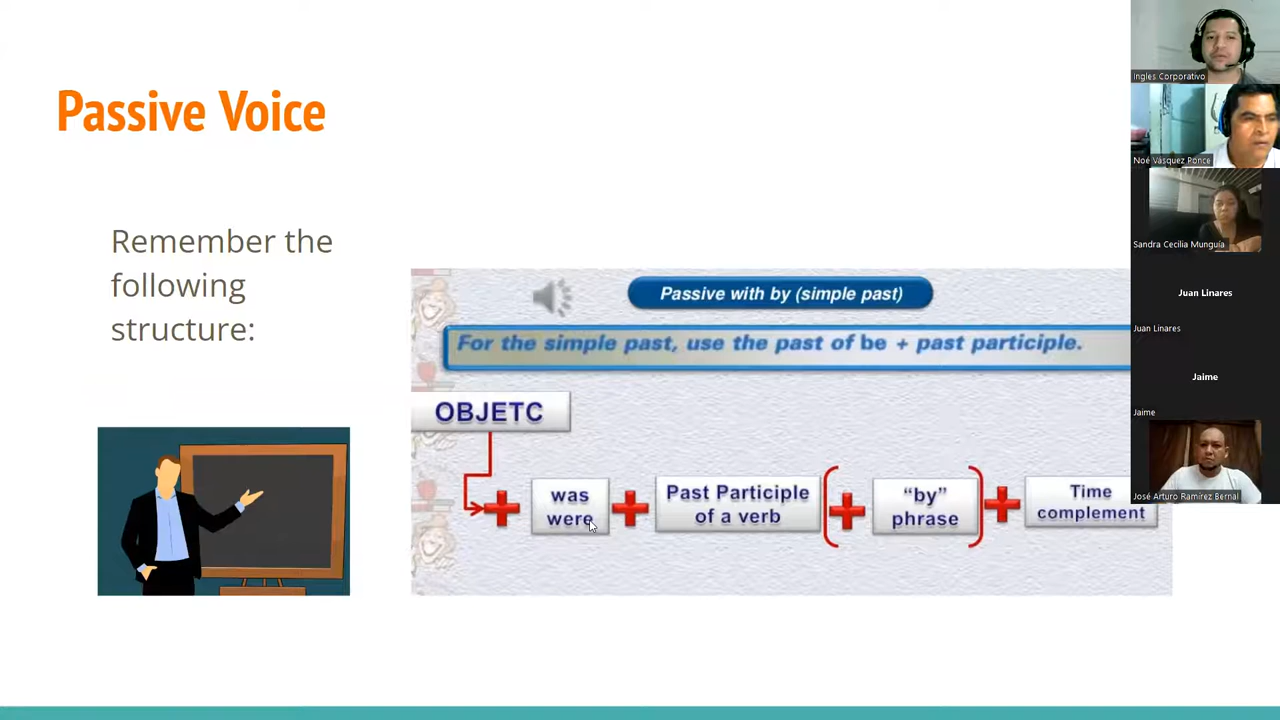 Passive Voice
Remember the
following
structure:
Passive with by (simple past)
For the simple past, use the past of be + past participle.
OBJETC
was
were
Past Participle
of a verb
"by"
phrase
Time
complement
Ingles Corporativo
Noé Vásquez Ponce
Sandra Cecilia Munguía
Juan Linares
Juan Linares
Jaime
Jaime
José Arturo Ramírez Bernal